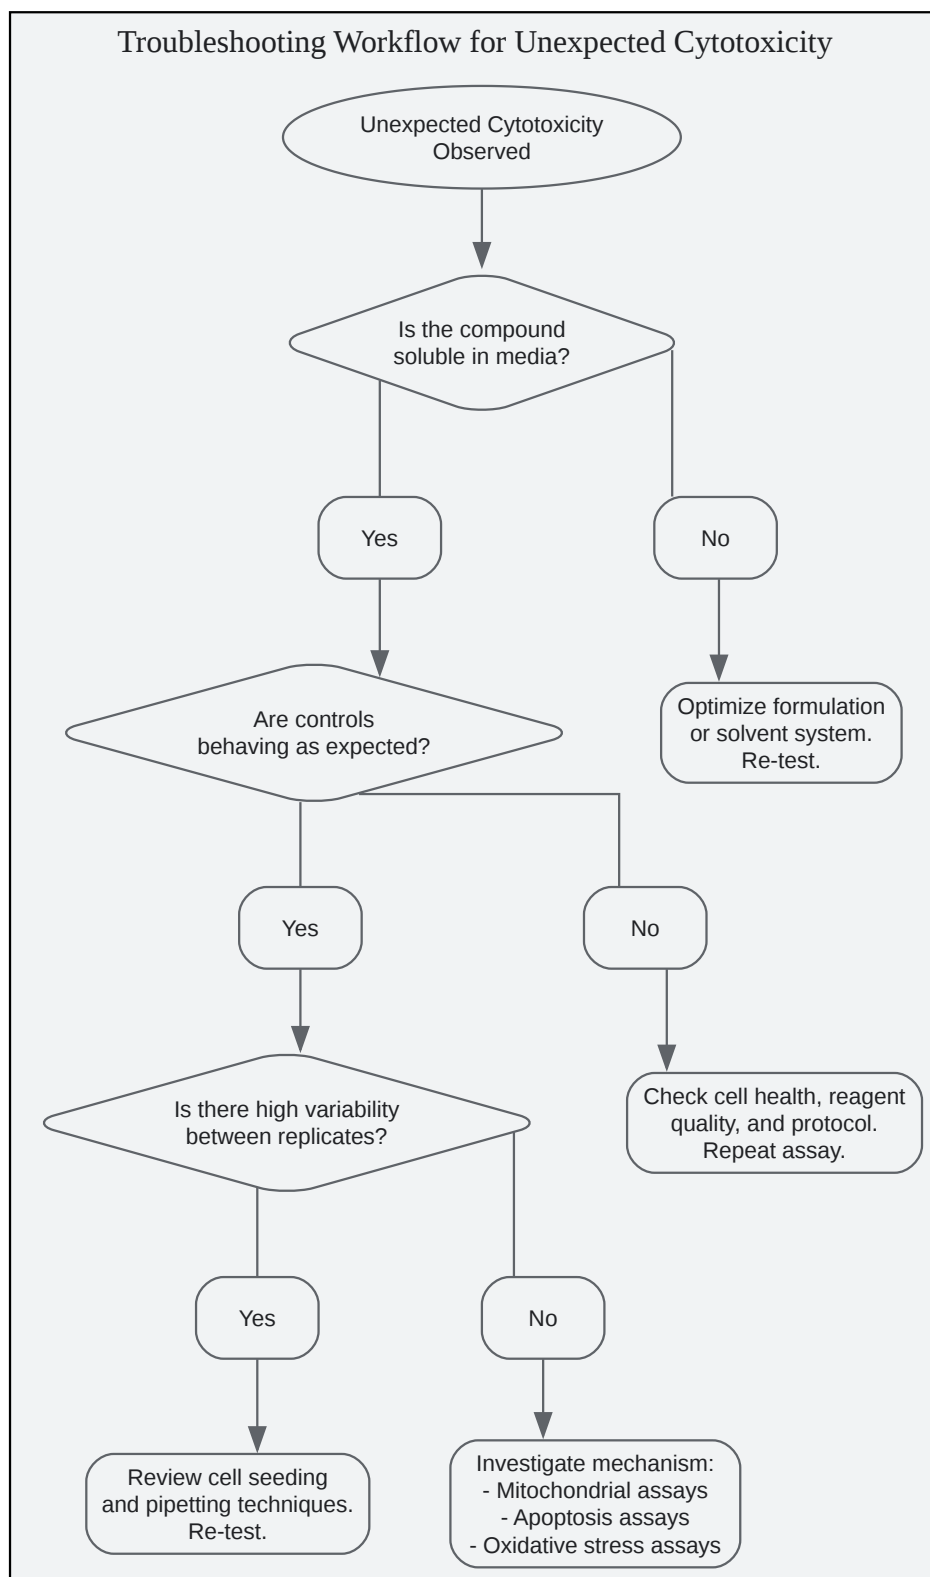 Troubleshooting Workflow for Unexpected Cytotoxicity
Unexpected Cytotoxicity
Observed
Is the compound
soluble in media?
Yes
No
Are controls
behaving as expected?
Optimize formulation
or solvent system.
Re-test.
Yes
No
Is there high variability
between replicates?
Check cell health, reagent
quality, and protocol.
Repeat assay.
Yes
No
Review cell seeding
and pipetting techniques.
Re-test.
Investigate mechanism:
- Mitochondrial assays
- Apoptosis assays
- Oxidative stress assays